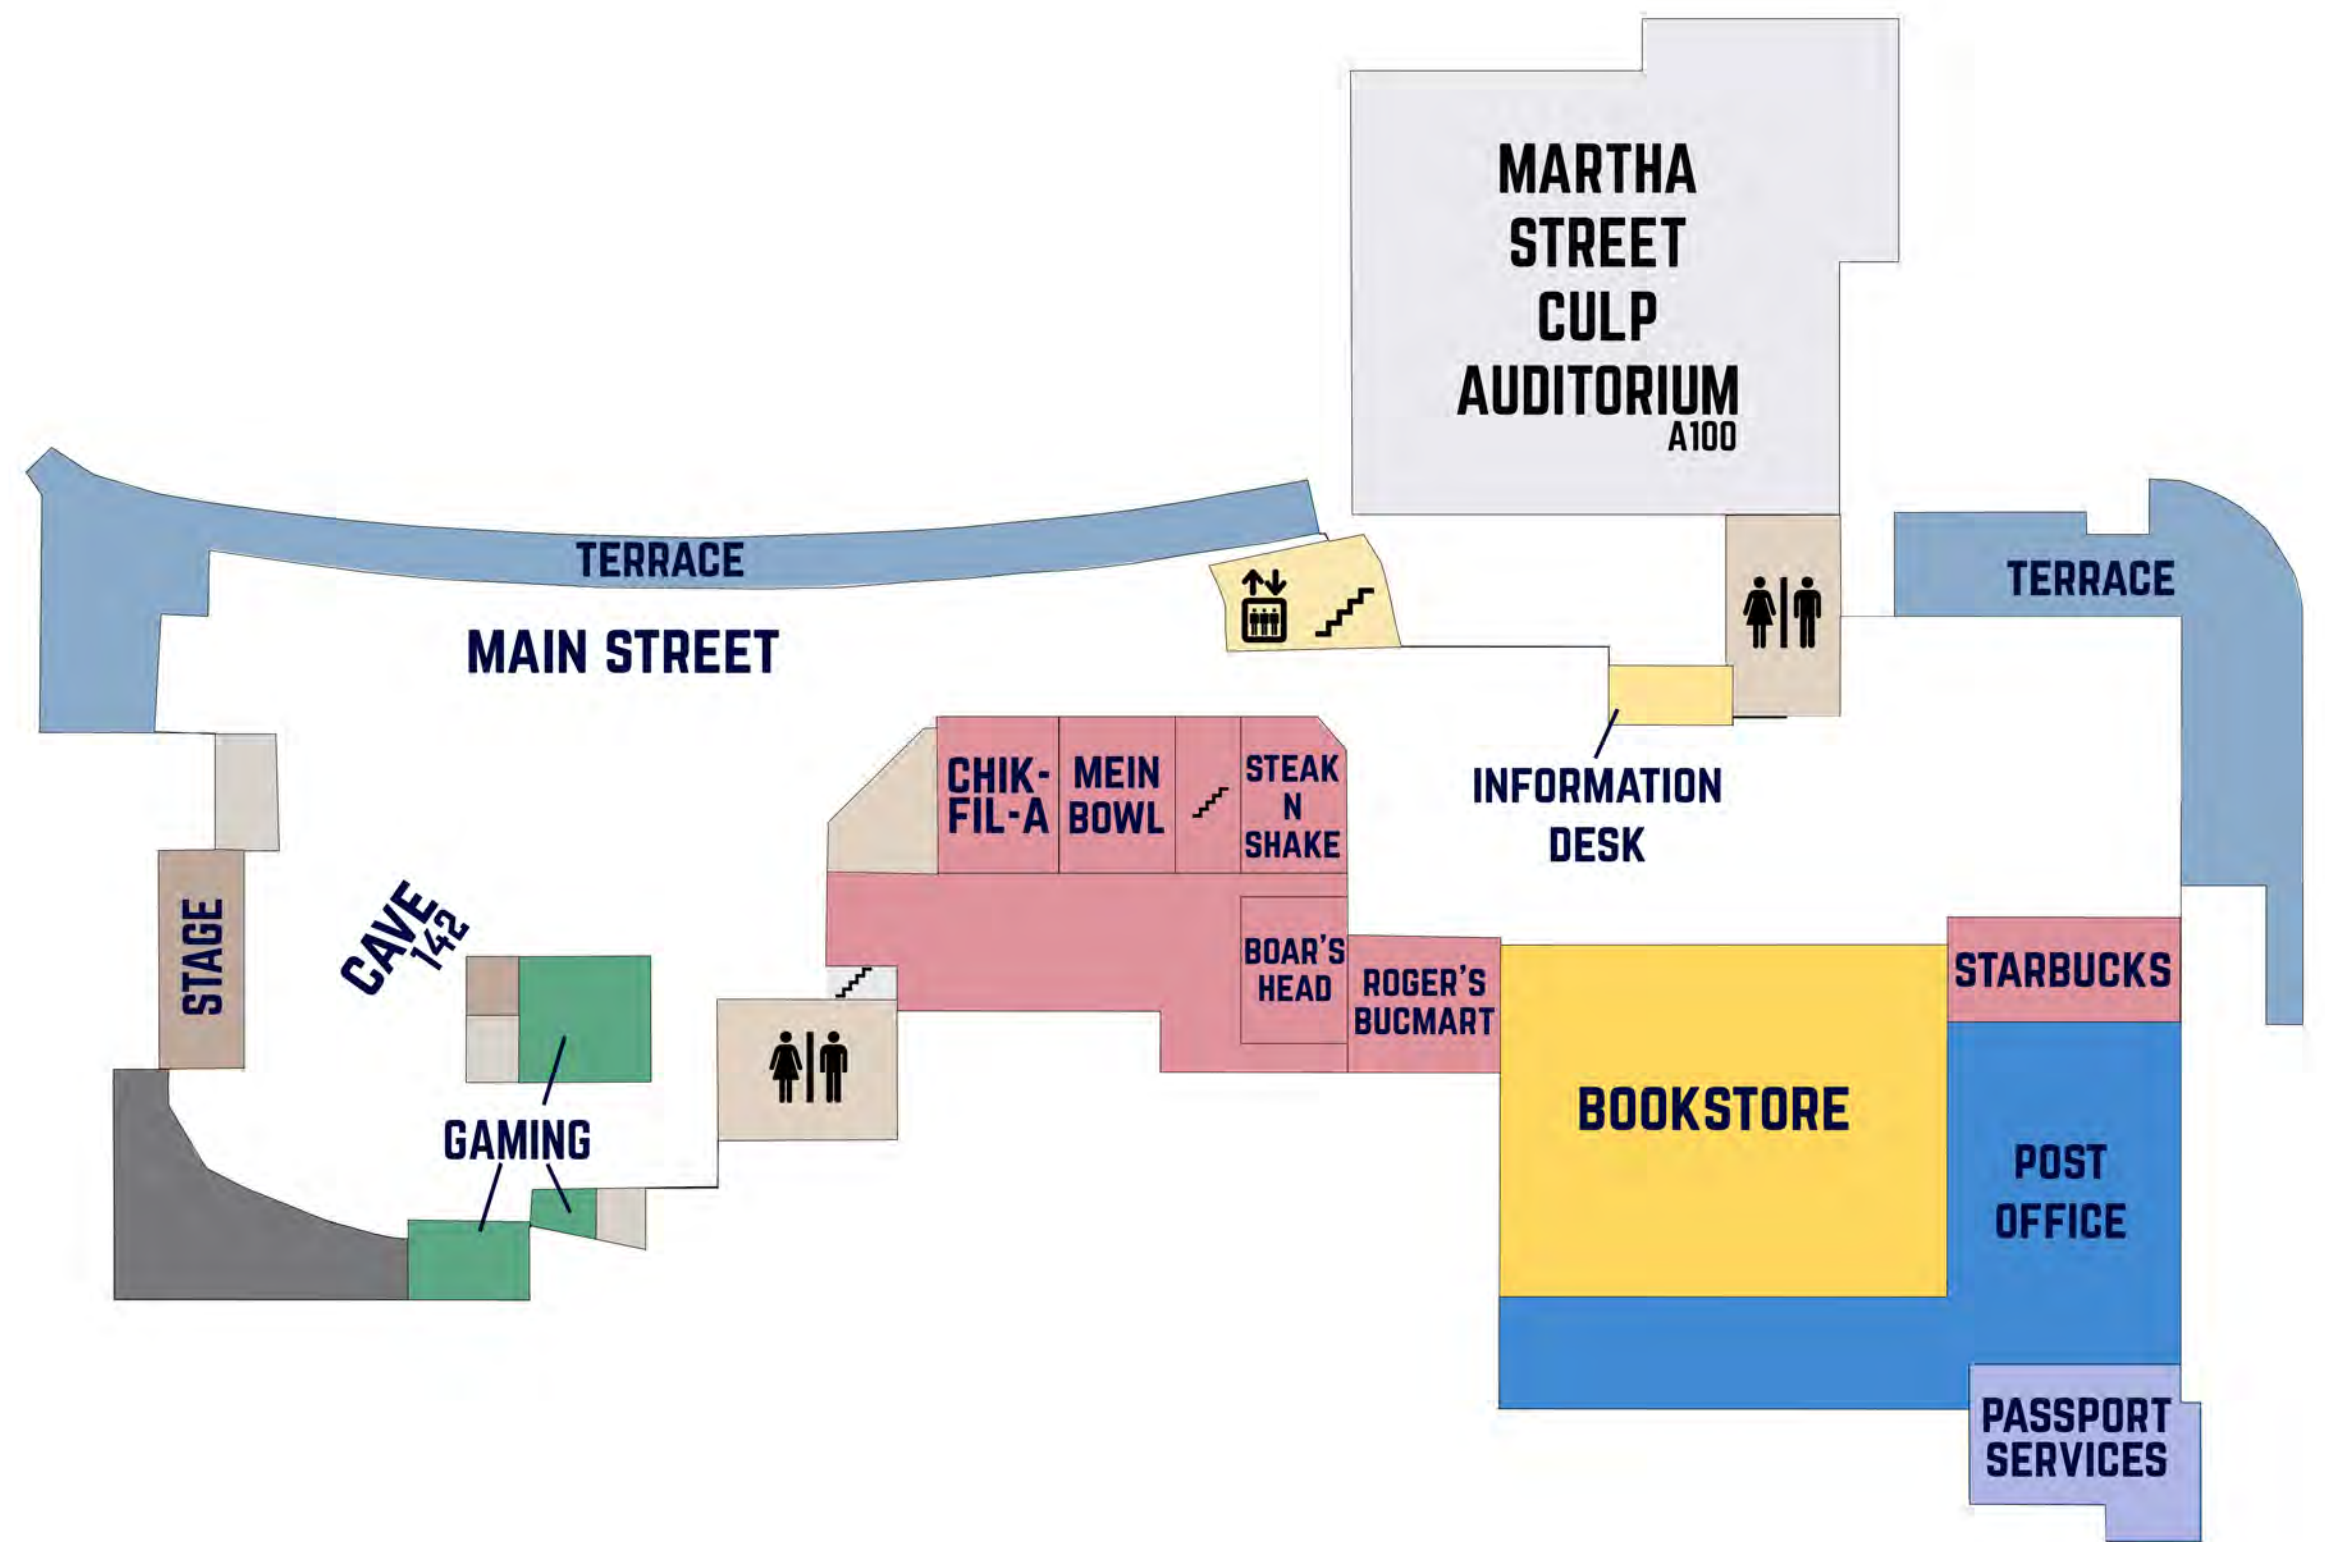 MARTHA
STREET
CULP
AUDITORIUM
A100
TERRACE
TERRACE
MAIN STREET
CHIK-
FIL-A
MEIN
BOWL
STEAK
N
SHAKE
INFORMATION
DESK
STAGE
CAVE
142
BOAR'S
HEAD
ROGER'S
BUCMART
STARBUCKS
GAMING
BOOKSTORE
POST
OFFICE
PASSPORT
SERVICES